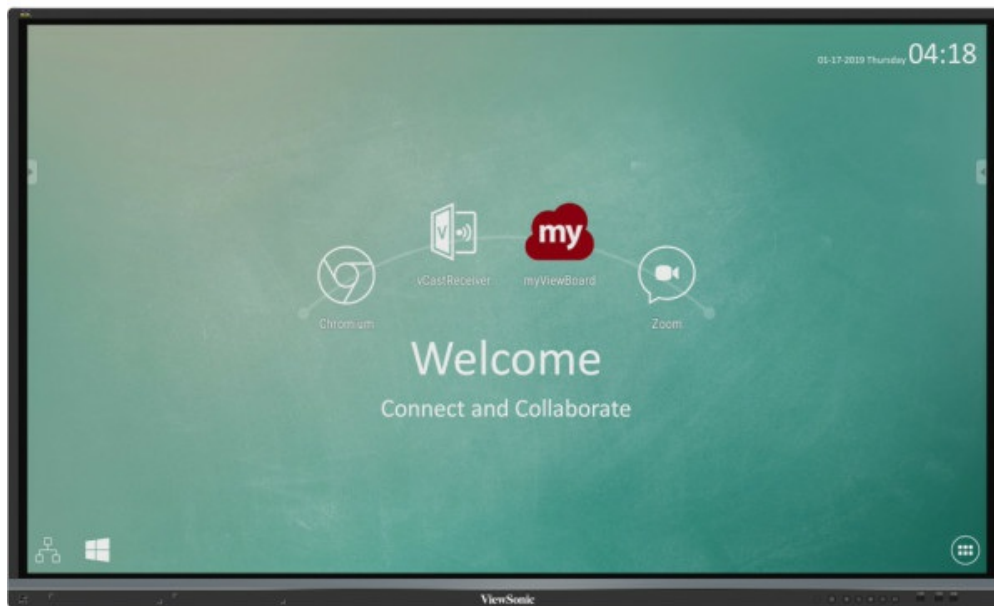 01-17-2019 Thursday 04:18
V
my
vCastReceiver
myViewBoard
Chromium
Zoom
Welcome
Connect and Collaborate
ViewSonic